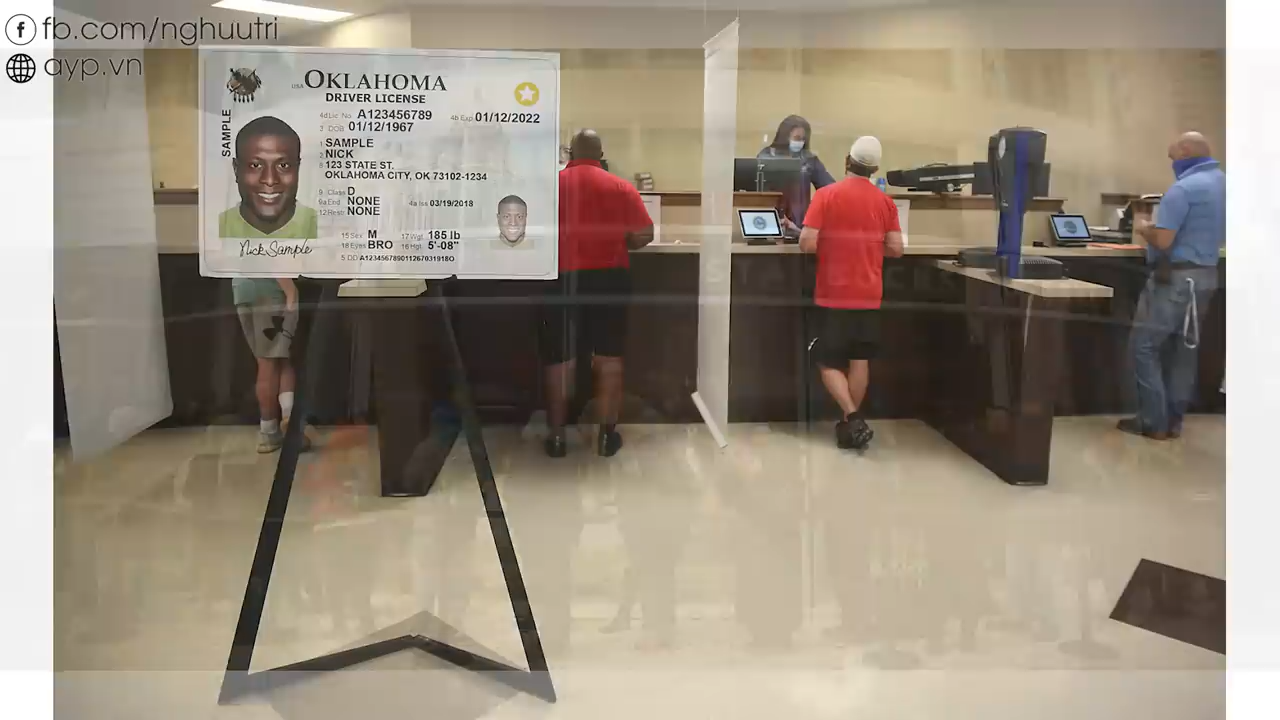 fb.com/nghuutri
ayp.vn
USA OKLAHOMA
DRIVER LICENSE
SAMPLE
4d Lic No A123456789 4b Exp 01/12/2022
3 DOB 01/12/1967
1 SAMPLE
2 NICK
8 123 STATE ST.
OKLAHOMA CITY, OK 73102-1234
9 Class D
9a End NONE 4a Iss 03/19/2018
12 Restr NONE
15 Sex M 17 Wgt 185 lb
18 Eyes BRO 16 Hgt 5'-08"
Nick Sample
5 DD